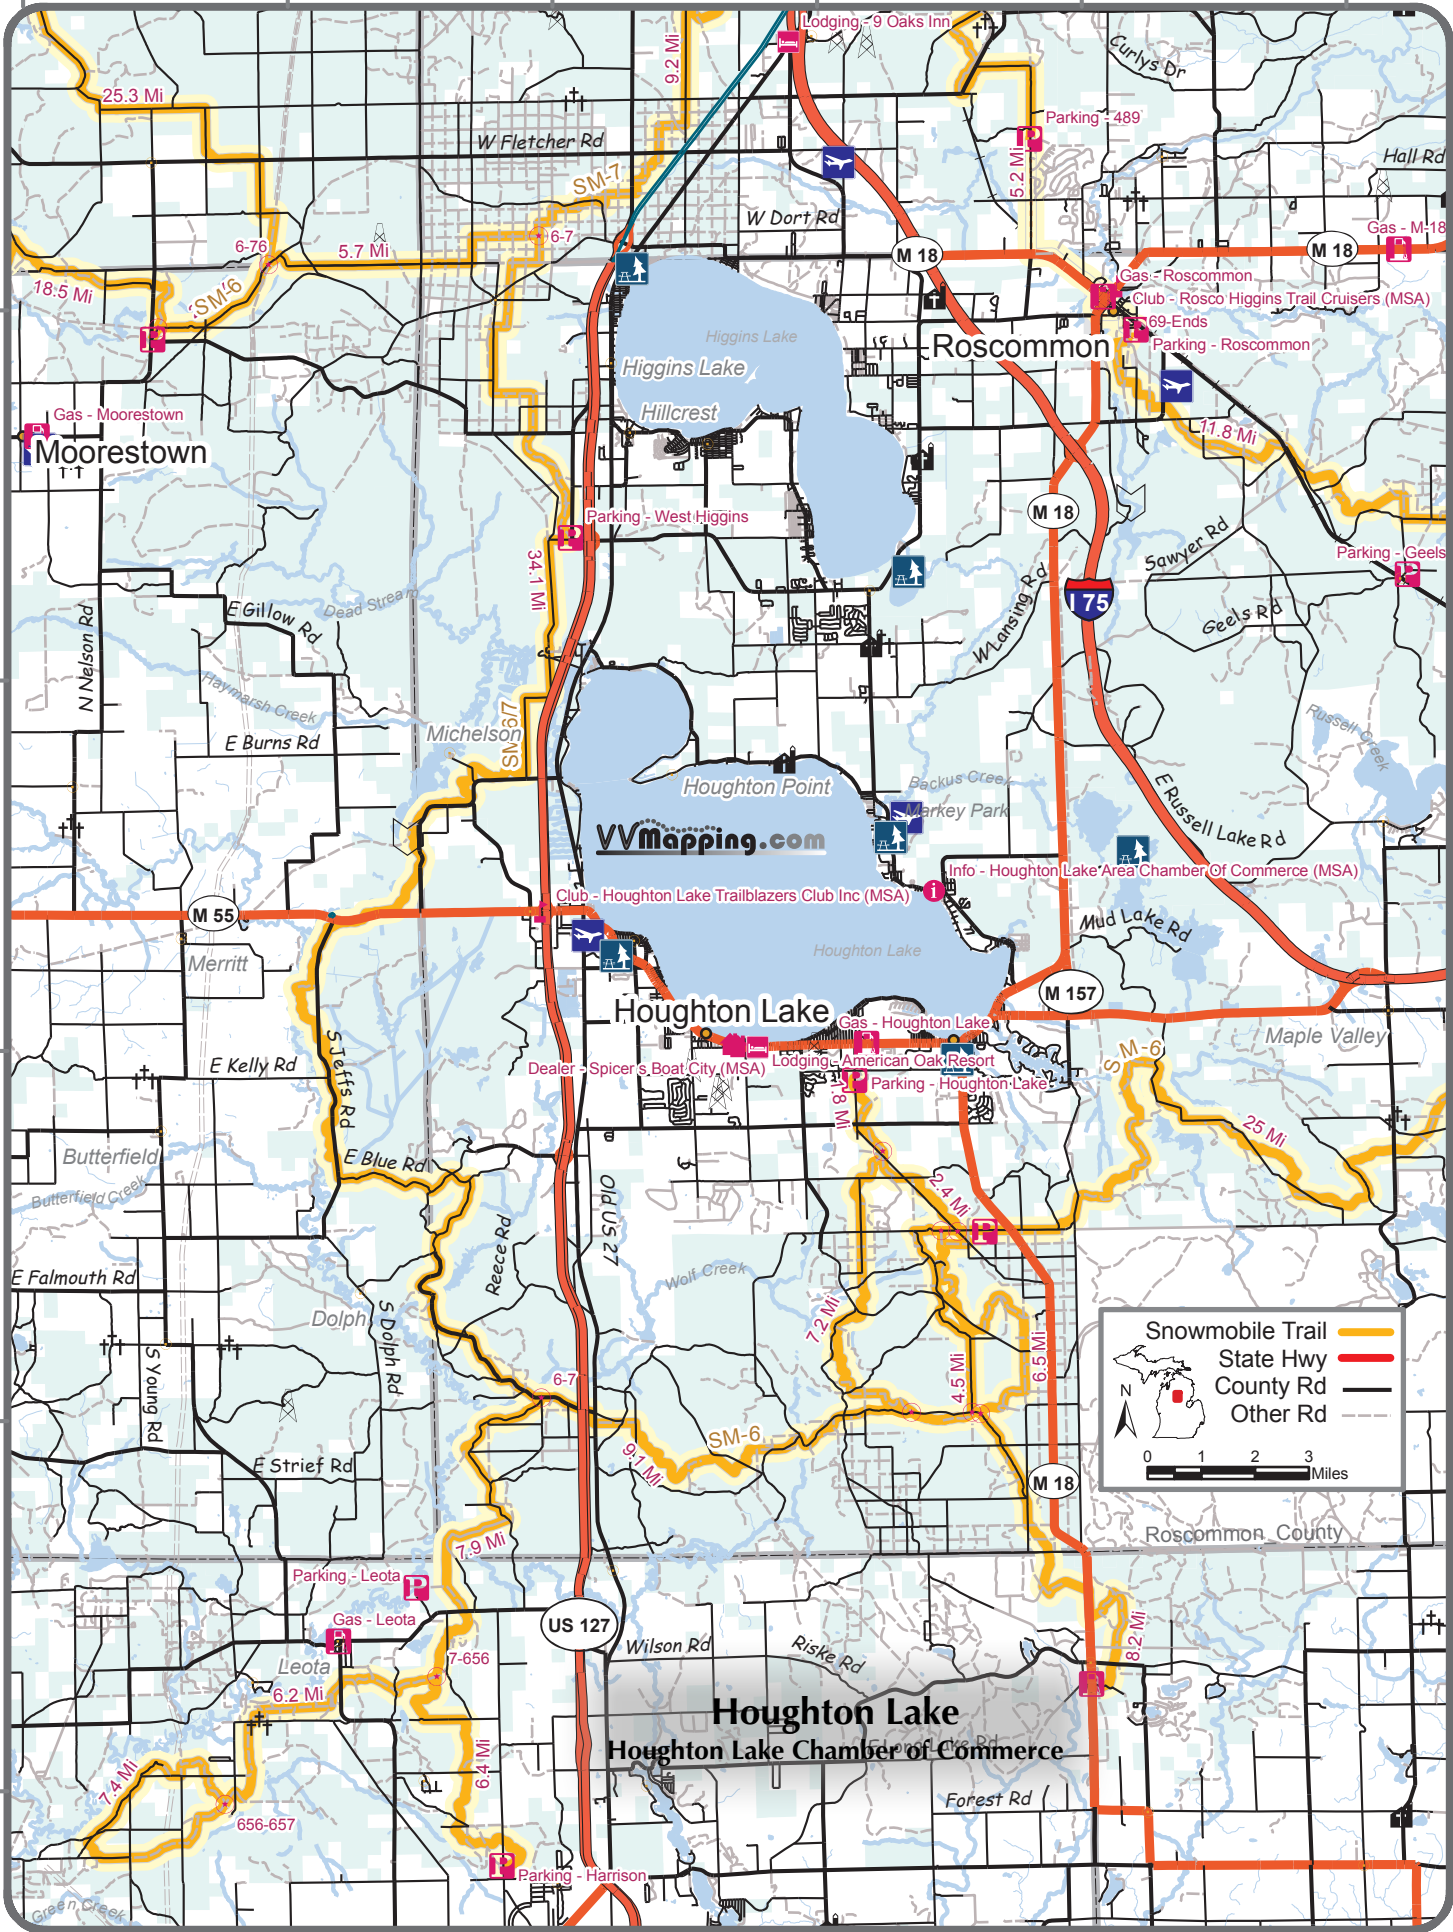 Lodging - 9 Oaks Inn
Curlys Dr
9.2 Mi
25.3 Mi
Parking - 489
W Fletcher Rd
5.2 Mi
Hall Rd
SM-7
W Dort Rd
6-7
6-76
5.7 Mi
M 18
M 18
Gas - M-18
Gas - Roscommon
18.5 Mi
SM-6
Club - Rosco Higgins Trail Cruisers (MSA)
69-Ends
Higgins Lake
Roscommon
Parking - Roscommon
Higgins Lake
Gas - Moorestown
Hillcrest
11.8 Mi
Moorestown
M 18
Parking - West Higgins
Sawyer Rd
Parking - Geels
34.1 Mi
Dead Stream
E Gillow Rd
W Lansing Rd
I 75
Geels Rd
N Nelson Rd
Haymarsh Creek
Michelson
SM-6/7
E Burns Rd
Russell Creek
Houghton Point
Backus Creek
Markey Park
E Russell Lake Rd
VVMapping.com
Info - Houghton Lake Area Chamber Of Commerce (MSA)
Club - Houghton Lake Trailblazers Club Inc (MSA)
M 55
Mud Lake Rd
Merritt
Houghton Lake
M 157
Houghton Lake
Gas - Houghton Lake
Maple Valley
S Jeffs Rd
E Kelly Rd
Dealer - Spicer's Boat City (MSA)
Lodging - American Oak Resort
Parking - Houghton Lake
SM-6
1.8 Mi
25 Mi
Butterfield
E Blue Rd
Butterfield Creek
2.4 Mi
Old US 27
Reece Rd
E Falmouth Rd
Wolf Creek
Dolph
S Dolph Rd
7.2 Mi
Snowmobile Trail
State Hwy
County Rd
Other Rd
N
0 1 2 3
Miles
S Young Rd
6-7
4.5 Mi
6.5 Mi
SM-6
9.1 Mi
E Strief Rd
M 18
Roscommon County
7.9 Mi
Parking - Leota
Gas - Leota
US 127
Wilson Rd
Riske Rd
8.2 Mi
Leota
7-656
6.2 Mi
Houghton Lake
E Long Lake Rd
Houghton Lake Chamber of Commerce
6.4 Mi
7.4 Mi
Forest Rd
656-657
Parking - Harrison
Green Creek